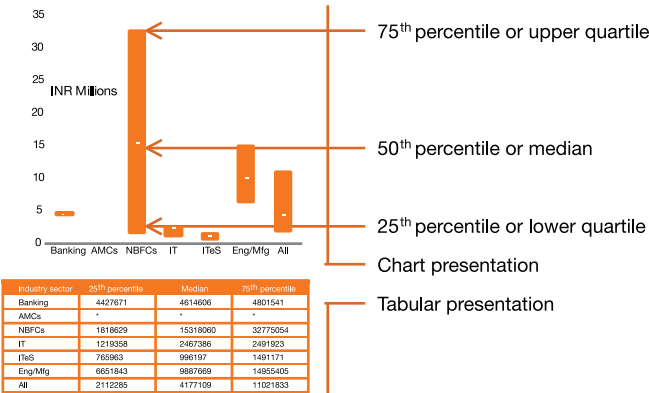 35
75th percentile or upper quartile
30
25
INR Millions
20
15
50th percentile or median
10
5
25th percentile or lower quartile
0
Banking AMCs NBFCs IT ITeS Eng/Mfg All
Chart presentation
Industry sector 25th percentile Median 75th percentile
Tabular presentation
Banking 4427671 4614606 4801541
AMCs * * *
NBFCs 1818629 15318060 32775054
IT 1219358 2467386 2491923
ITeS 765963 996197 1491171
Eng/Mfg 6651843 9887669 14955405
All 2112285 4177109 11021833